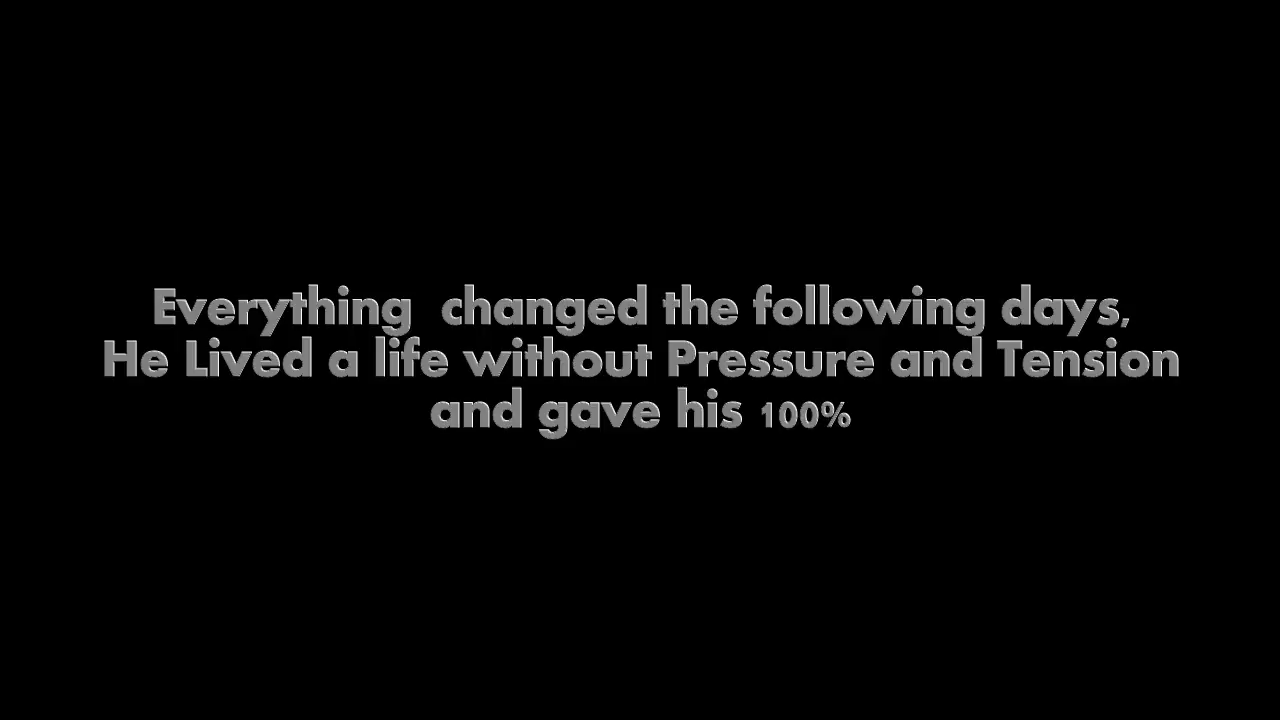 Everything  changed the following days,
He Lived a life without Pressure and Tension
and gave his 100%